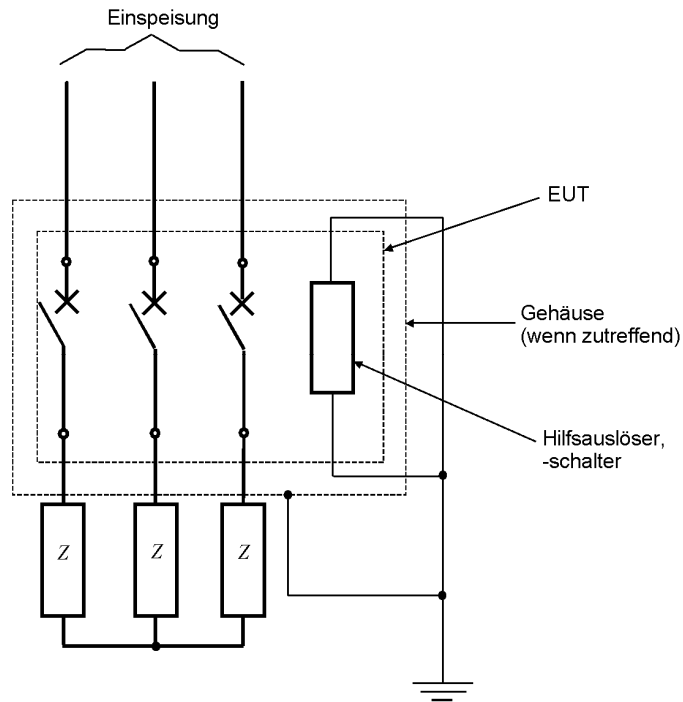 Einspeisung
EUT
Gehäuse
(wenn zutreffend)
Hilfsauslöser,
-schalter
Z
Z
Z